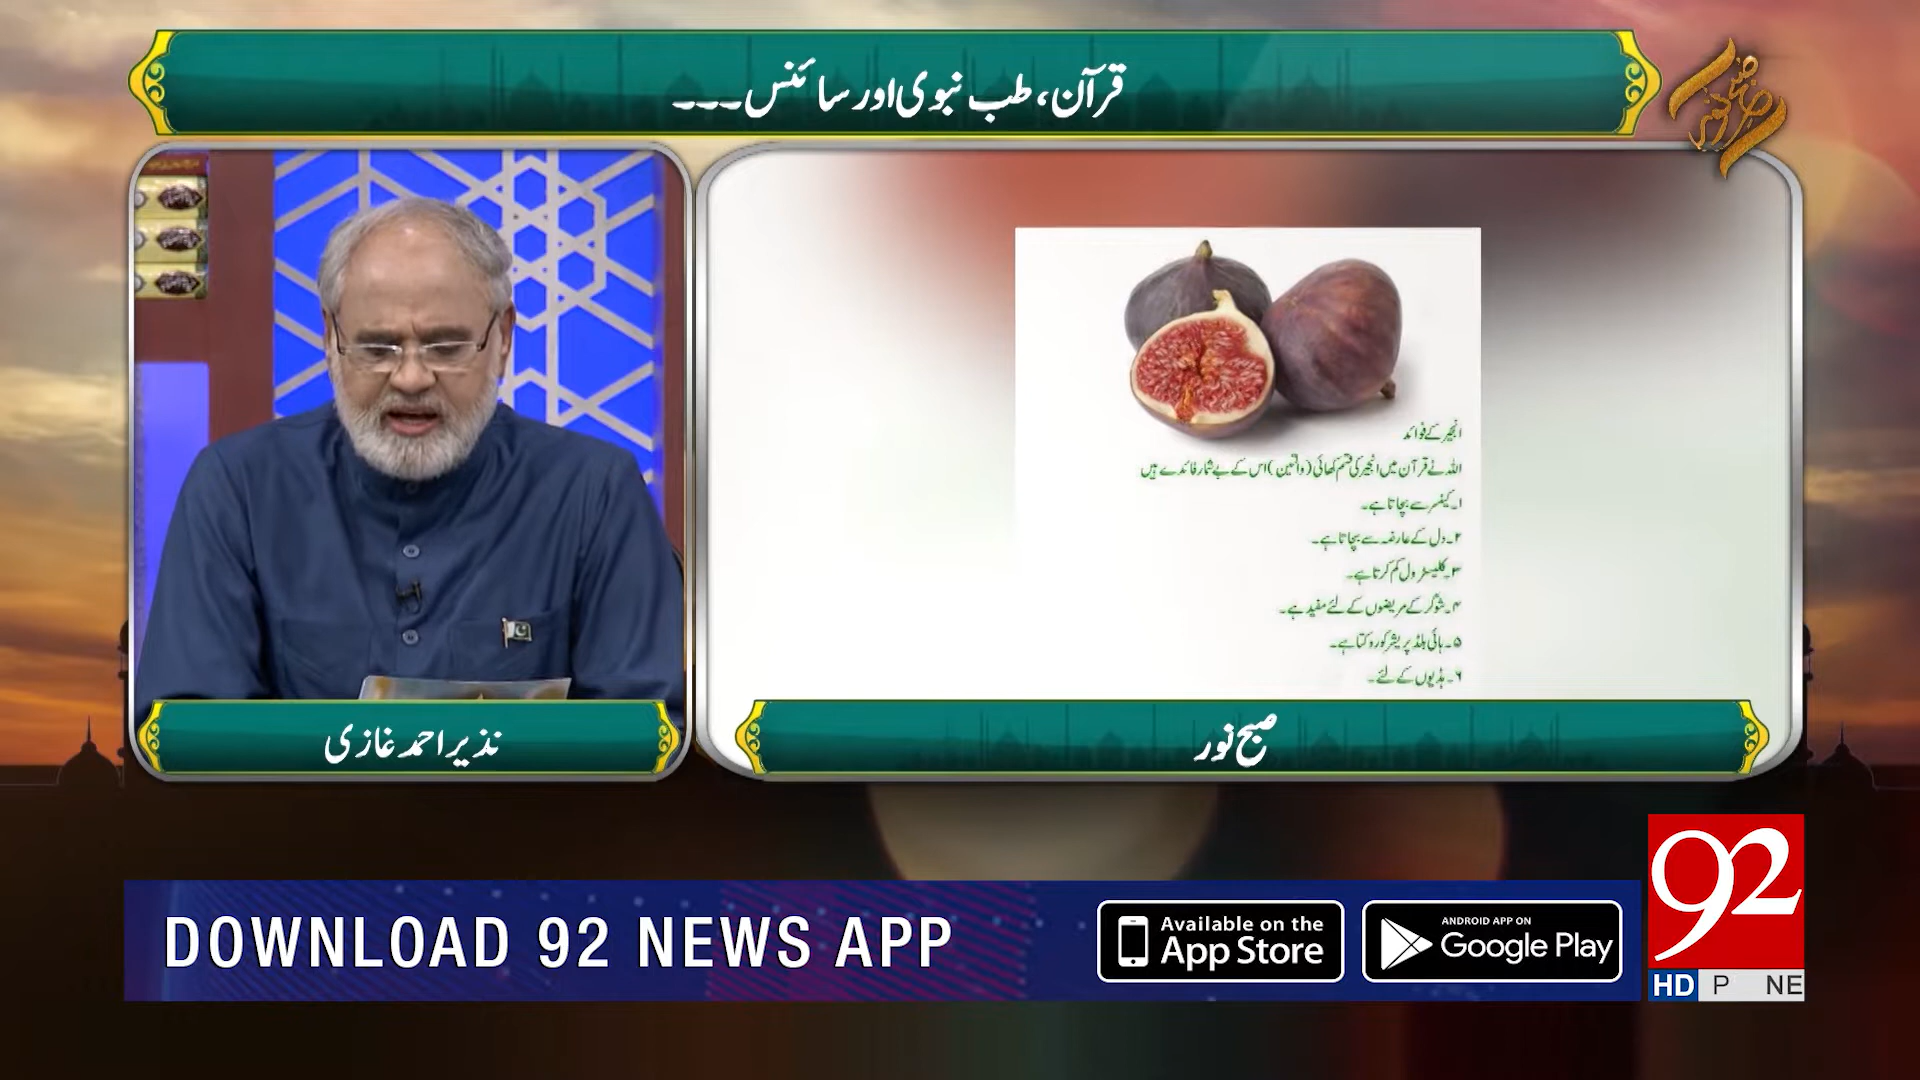 قرآن، طب نبوی اور سائنس۔۔۔
انجیر کے فوائد
اللہ نے قرآن میں انجیر کی قسم کھائی (واتین) اس کے بے شمار فائدے ہیں
۱۔ کینسر سے بچاتا ہے۔
۲۔ دل کے عارضہ سے بچاتا ہے۔
۳۔ کلیسٹرول کم کرتا ہے۔
۴۔ شوگر کے مریضوں کے لئے مفید ہے۔
۵۔ ہائی بلڈ پریشر کو روکتا ہے۔
۶۔ ہڈیوں کے لئے۔
نذیر احمد غازی
صبح نور
DOWNLOAD 92 NEWS APP
Available on the
App Store
ANDROID APP ON
Google Play
92
HD P NE